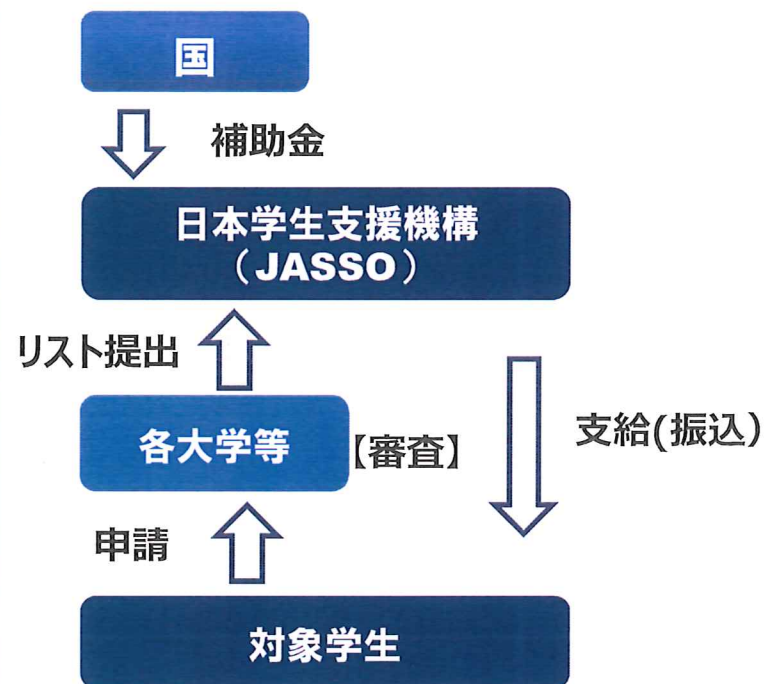 国
補助金
日本学生支援機構
（JASSO）
リスト提出
各大学等
【審査】
支給(振込）
申請
対象学生